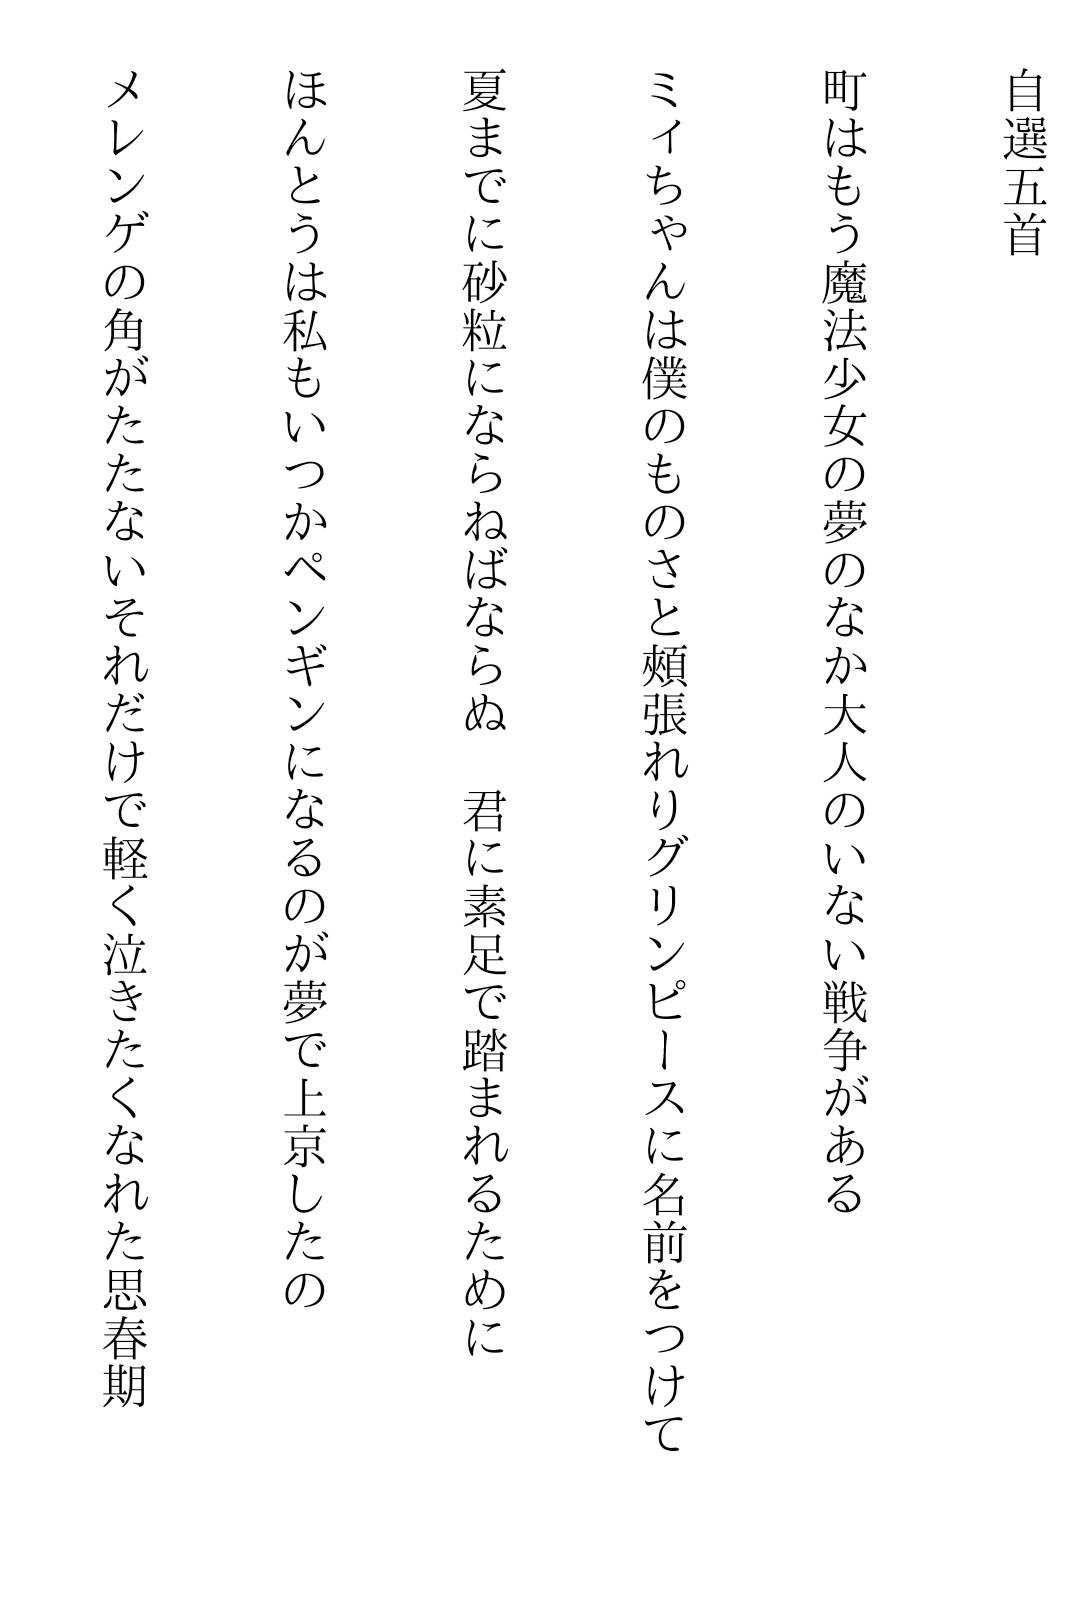 自選五首
町はもう魔法少女の夢のなか大人のいない戦争がある
ミィちゃんは僕のものさと頰張れりグリンピースに名前をつけて
夏までに砂粒にならねばならぬ　君に素足で踏まれるために
ほんとうは私もいつかペンギンになるのが夢で上京したの
メレンゲの角がたたないそれだけで軽く泣きたくなれた思春期